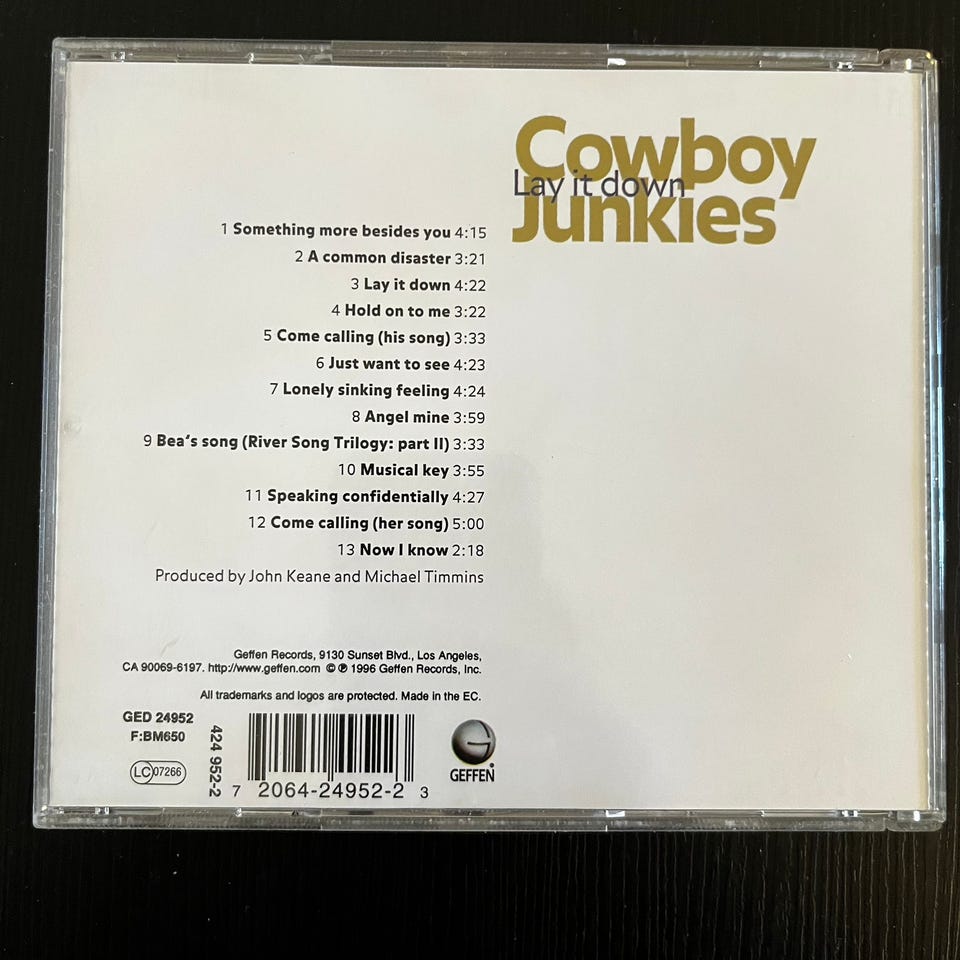 Cowboy
Lay it down
Junkies
1 Something more besides you 4:15
2 A common disaster 3:21
3 Lay it down 4:22
4 Hold on to me 3:22
5 Come calling (his song) 3:33
6 Just want to see 4:23
7 Lonely sinking feeling 4:24
8 Angel mine 3:59
9 Bea's song (River Song Trilogy: part II) 3:33
10 Musical key 3:55
11 Speaking confidentially 4:27
12 Come calling (her song) 5:00
13 Now I know 2:18
Produced by John Keane and Michael Timmins
Geffen Records, 9130 Sunset Blvd., Los Angeles,
CA 90069-6197. http://www.geffen.com © ℗ 1996 Geffen Records, Inc.
All trademarks and logos are protected. Made in the EC.
GED 24952
F:BM650
LC 07266
424 952-2
7 2064-24952-2 3
GEFFEN